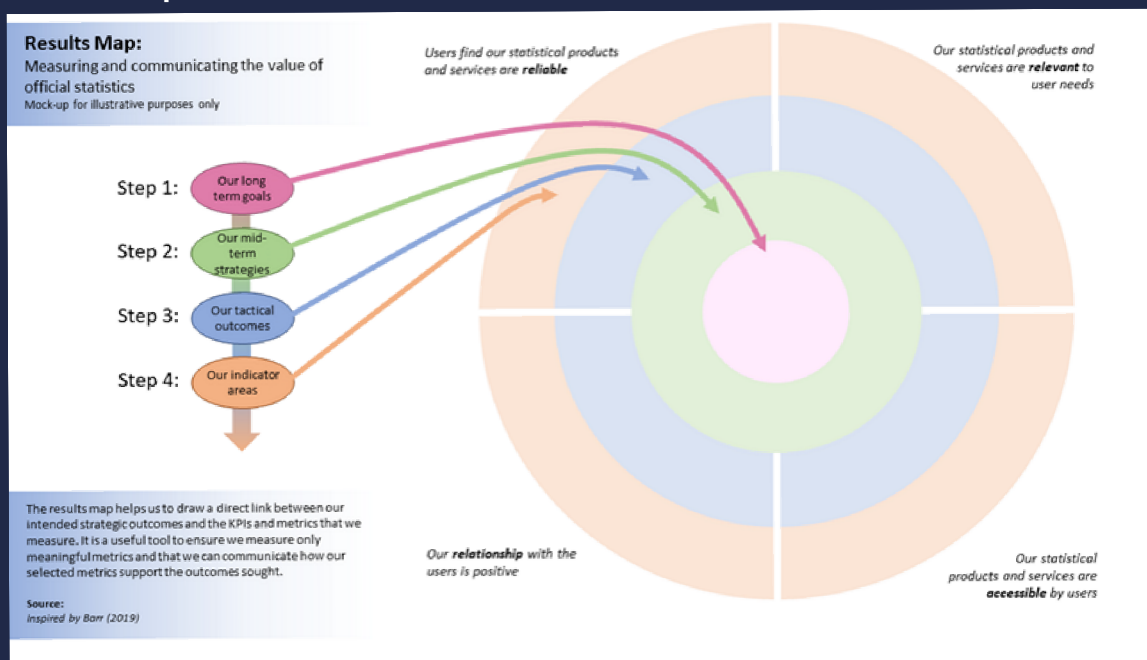 Results Map:
Measuring and communicating the value of
official statistics
Mock-up for illustrative purposes only
Users find our statistical products
and services are reliable
Our statistical products and
services are relevant to
user needs
Step 1:
Our long
term goals
Step 2:
Our mid-
term
strategies
Step 3:
Our tactical
outcomes
Step 4:
Our indicator
areas
The results map helps us to draw a direct link between our
intended strategic outcomes and the KPIs and metrics that we
measure. It is a useful tool to ensure we measure only
meaningful metrics and that we can communicate how our
selected metrics support the outcomes sought.
Source:
Inspired by Barr (2019)
Our relationship with the
users is positive
Our statistical
products and services are
accessible by users